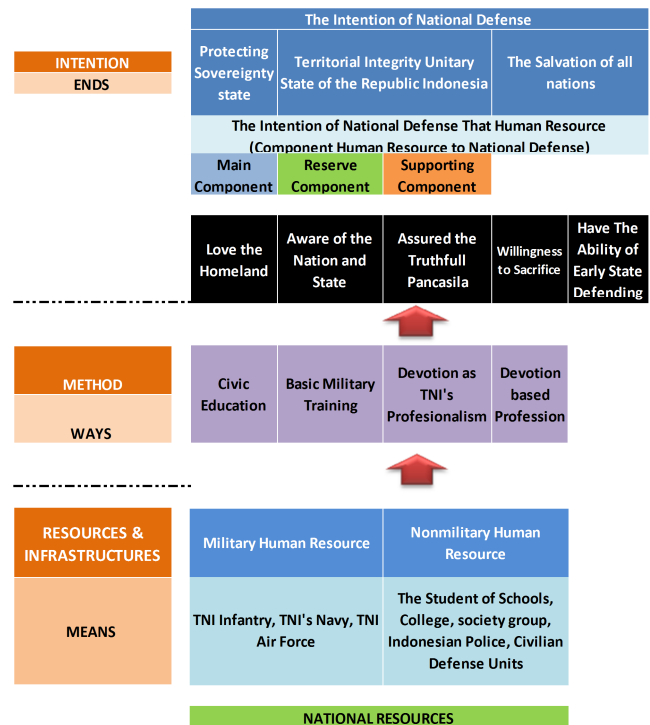 The Intention of National Defense
INTENTION
ENDS
Protecting
Sovereignty
state
Territorial Integrity Unitary
State of the Republic Indonesia
The Salvation of all
nations
The Intention of National Defense That Human Resource
(Component Human Resource to National Defense)
Main
Component
Reserve
Component
Supporting
Component
Love the
Homeland
Aware of the
Nation and
State
Assured the
Truthfull
Pancasila
Willingness
to Sacrifice
Have The
Ability of
Early State
Defending
METHOD
WAYS
Civic
Education
Basic Military
Training
Devotion as
TNI's
Profesionalism
Devotion
based
Profession
RESOURCES &
INFRASTRUCTURES
MEANS
Military Human Resource
Nonmilitary Human
Resource
TNI Infantry, TNI's Navy, TNI
Air Force
The Student of Schools,
College, society group,
Indonesian Police, Civilian
Defense Units
NATIONAL RESOURCES